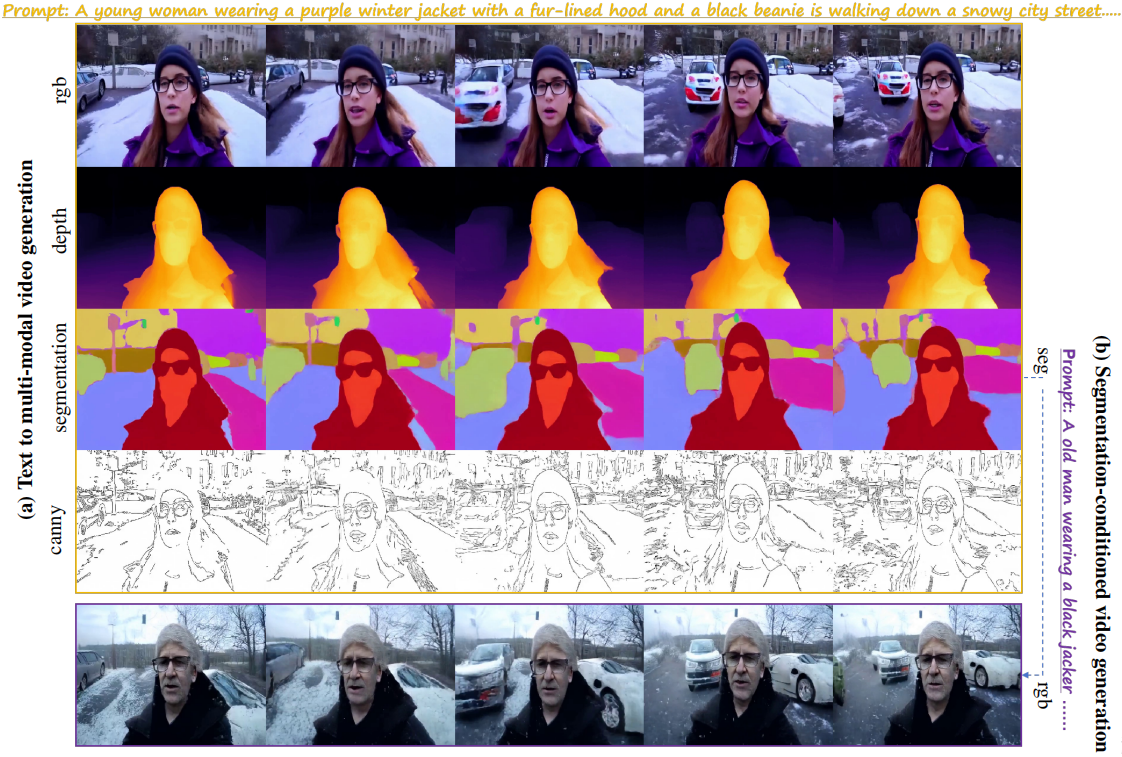 Prompt: A young woman wearing a purple winter jacket with a fur-lined hood and a black beanie is walking down a snowy city street.....
(a) Text to multi-modal video generation
rgb
depth
segmentation
canny
seg
rgb
Prompt: A old man wearing a black jacker ......
(b) Segmentation-conditioned video generation